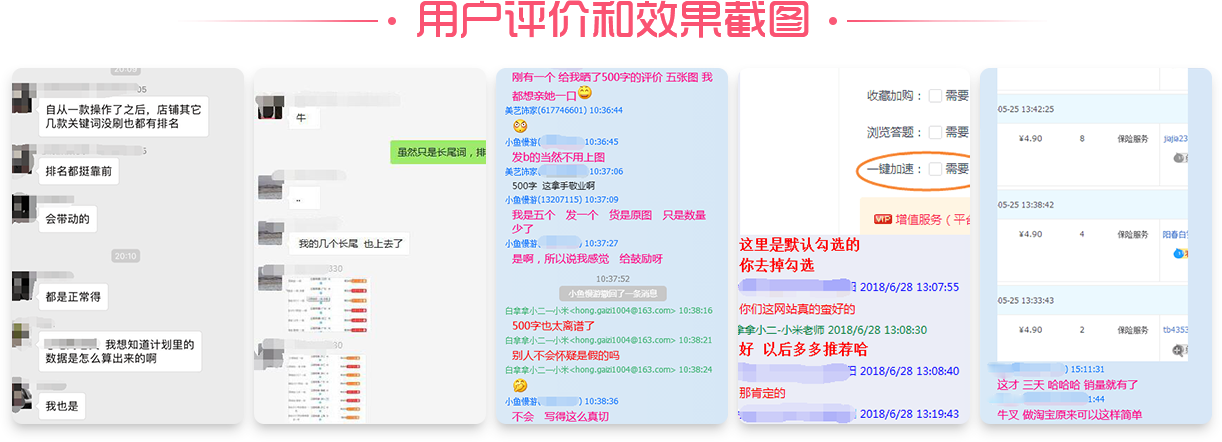 用户评价和效果截图
20:09
05
自从一款操作了之后，店铺其它
几款关键词没刷也都有排名
排名都挺靠前
会带动的
20:10
都是正常得
我想知道计划里的
数据是怎么算出来的啊
我也是
牛
虽然只是长尾词，排
..
我的几个长尾 也上去了
330
刚有一个 给我晒了500字的评价 五张图 我
都想亲她一口
美艺饰家(617746601) 10:36:44
小鱼慢游( 10:36:45
发b的当然不用上图
美艺饰家( 10:37:06
500字 这拿手敬业啊
小鱼慢游(13207115) 10:37:09
我是五个 发一个 货是原图 只是数量
少了
小鱼慢游( 10:37:27
是啊，所以说我感觉 给鼓励呀
10:37:52
小鱼慢游撤回了一条消息
白拿拿小二—小米<hong.gaizi1004@163.com> 10:38:16
500字也太离谱了
白拿拿小二—小米<hong.gaizi1004@163.com> 10:38:21
别人不会怀疑是假的吗
白拿拿小二—小米<hong.gaizi1004@163.com> 10:38:24
小鱼慢游( ) 10:38:36
不会 写得这么真切
收藏加购： 需要
浏览答题： 需要
一键加速： 需要
VIP 增值服务（平台
这里是默认勾选的
你去掉勾选
2018/6/28 13:07:55
你们这网站真的蛮好的
拿拿小二-小米老师 2018/6/28 13:08:30
好 以后多多推荐哈
2018/6/28 13:08:40
那肯定的
2018/6/28 13:19:43
05-25 13:42:25
¥4.90 8 保险服务 jiaja23
05-25 13:38:42
¥4.90 4 保险服务 阳春白
05-25 13:33:43
¥4.90 2 保险服务 tb4353
) 15:11:31
这才 三天 哈哈哈 销量就有了
1:44
牛叉 做淘宝原来可以这样简单